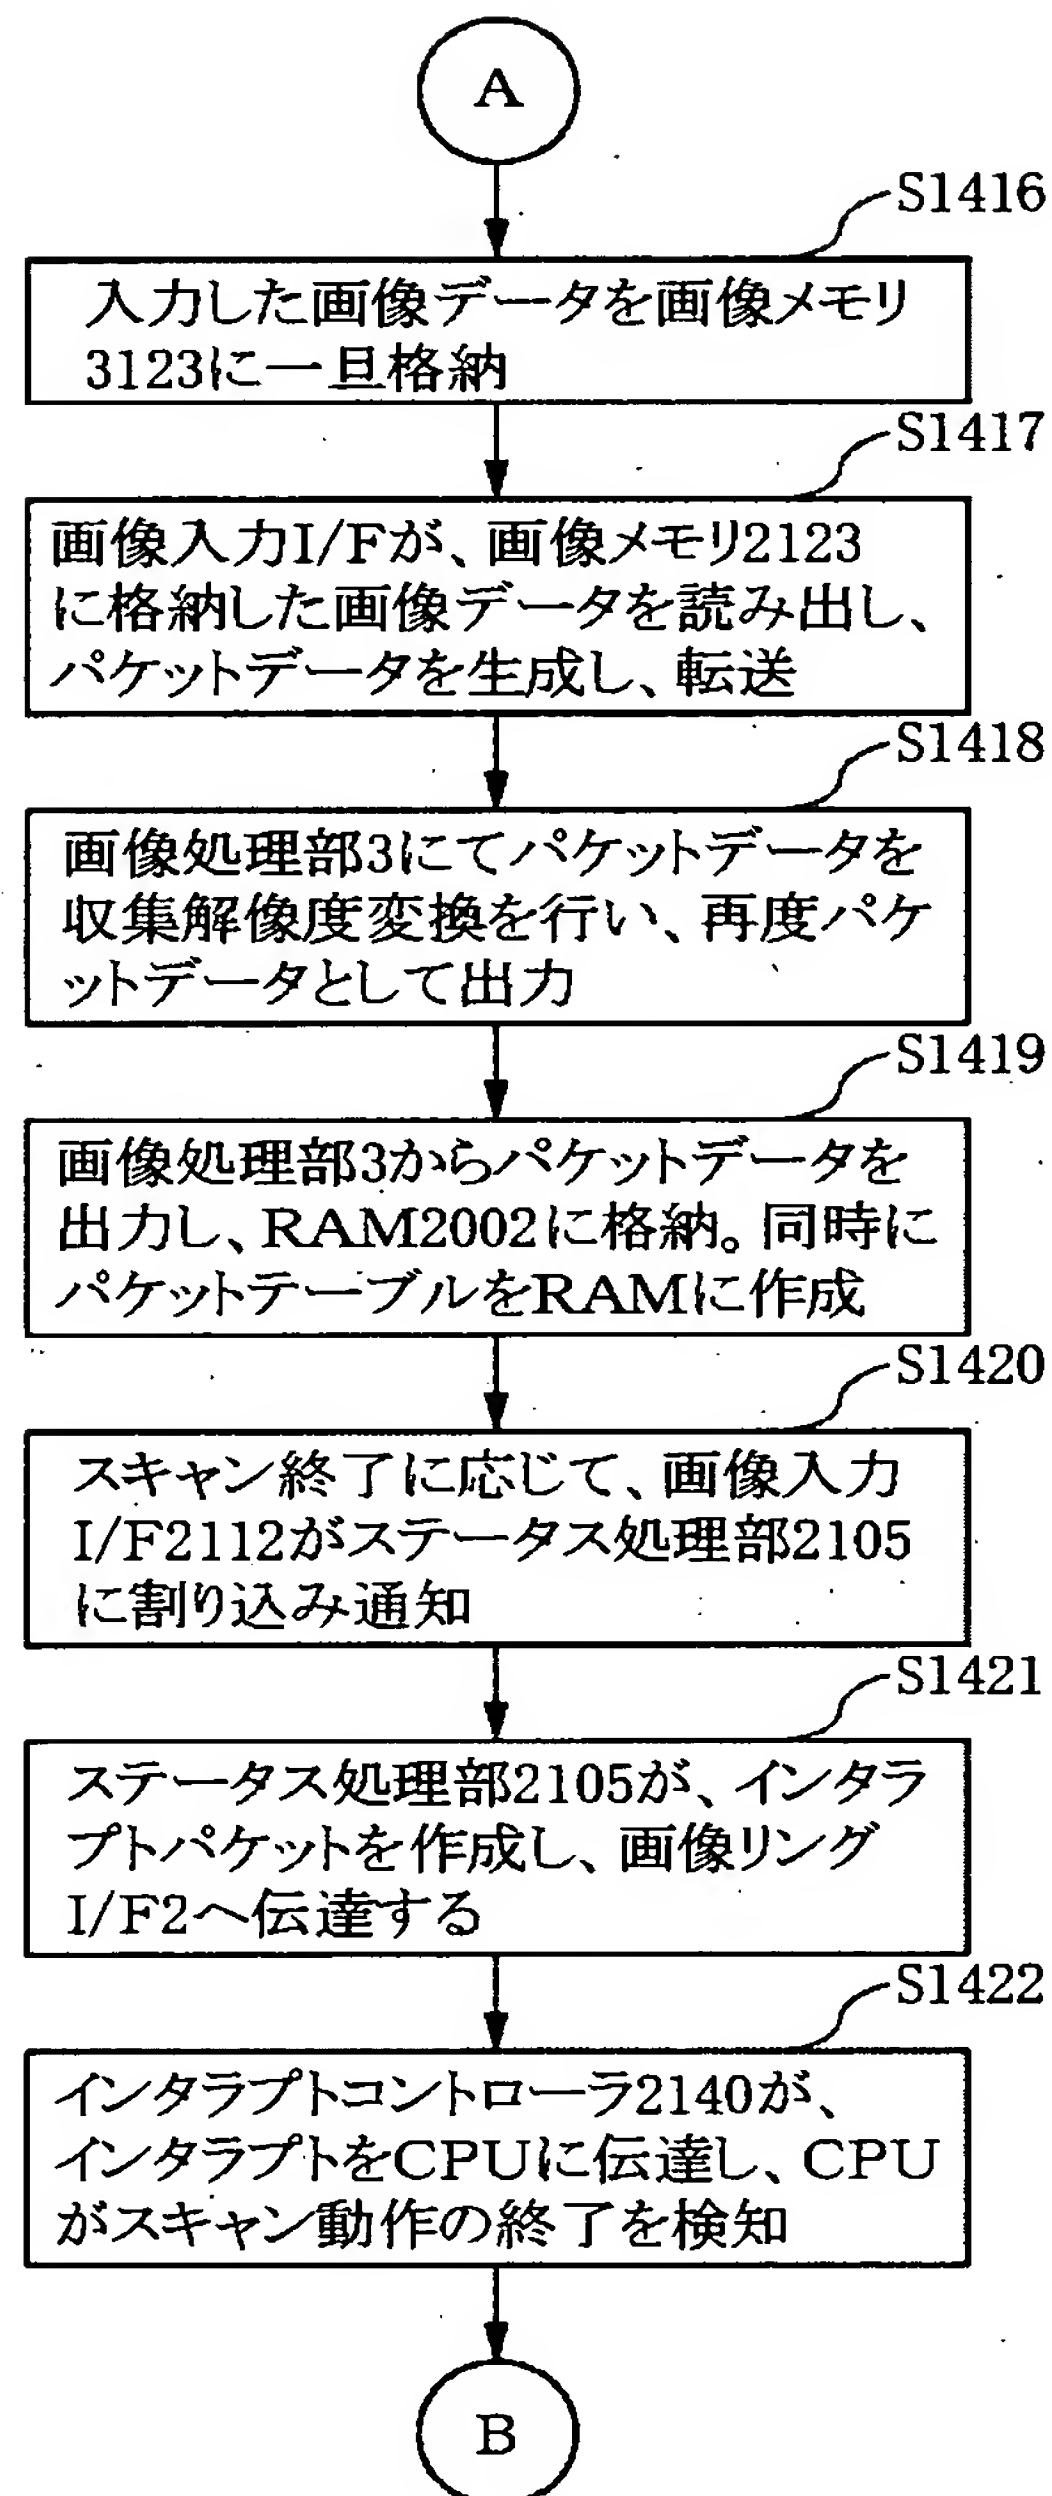 A
S1416
入力した画像データを画像メモリ
3123に一旦格納
S1417
画像入力I/Fが、画像メモリ2123
に格納した画像データを読み出し、
パケットデータを生成し、転送
S1418
画像処理部3にてパケットデータを
収集解像度変換を行い、再度パケ
ットデータとして出力
S1419
画像処理部3からパケットデータを
出力し、RAM2002に格納。同時に
パケットテーブルをRAMに作成
S1420
スキャン終了に応じて、画像入力
I/F2112がステータス処理部2105
に割り込み通知
S1421
ステータス処理部2105が、インタラ
プトパケットを作成し、画像リング
I/F2へ伝達する
S1422
インタラプトコントローラ2140が、
インタラプトをCPUに伝達し、CPU
がスキャン動作の終了を検知
B